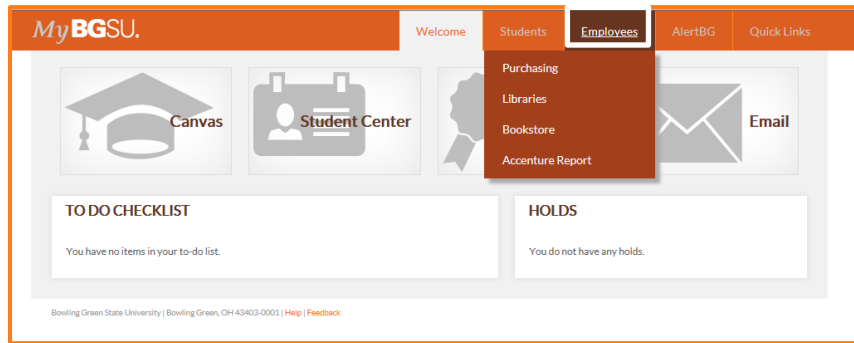 MyBGSU.
Welcome
Students
Employees
AlertBG
Quick Links
Purchasing
Libraries
Bookstore
Accenture Report
Canvas
Student Center
Email
TO DO CHECKLIST
You have no items in your to-do list.
HOLDS
You do not have any holds.
Bowling Green State University | Bowling Green, OH 43403-0001 | Help | Feedback